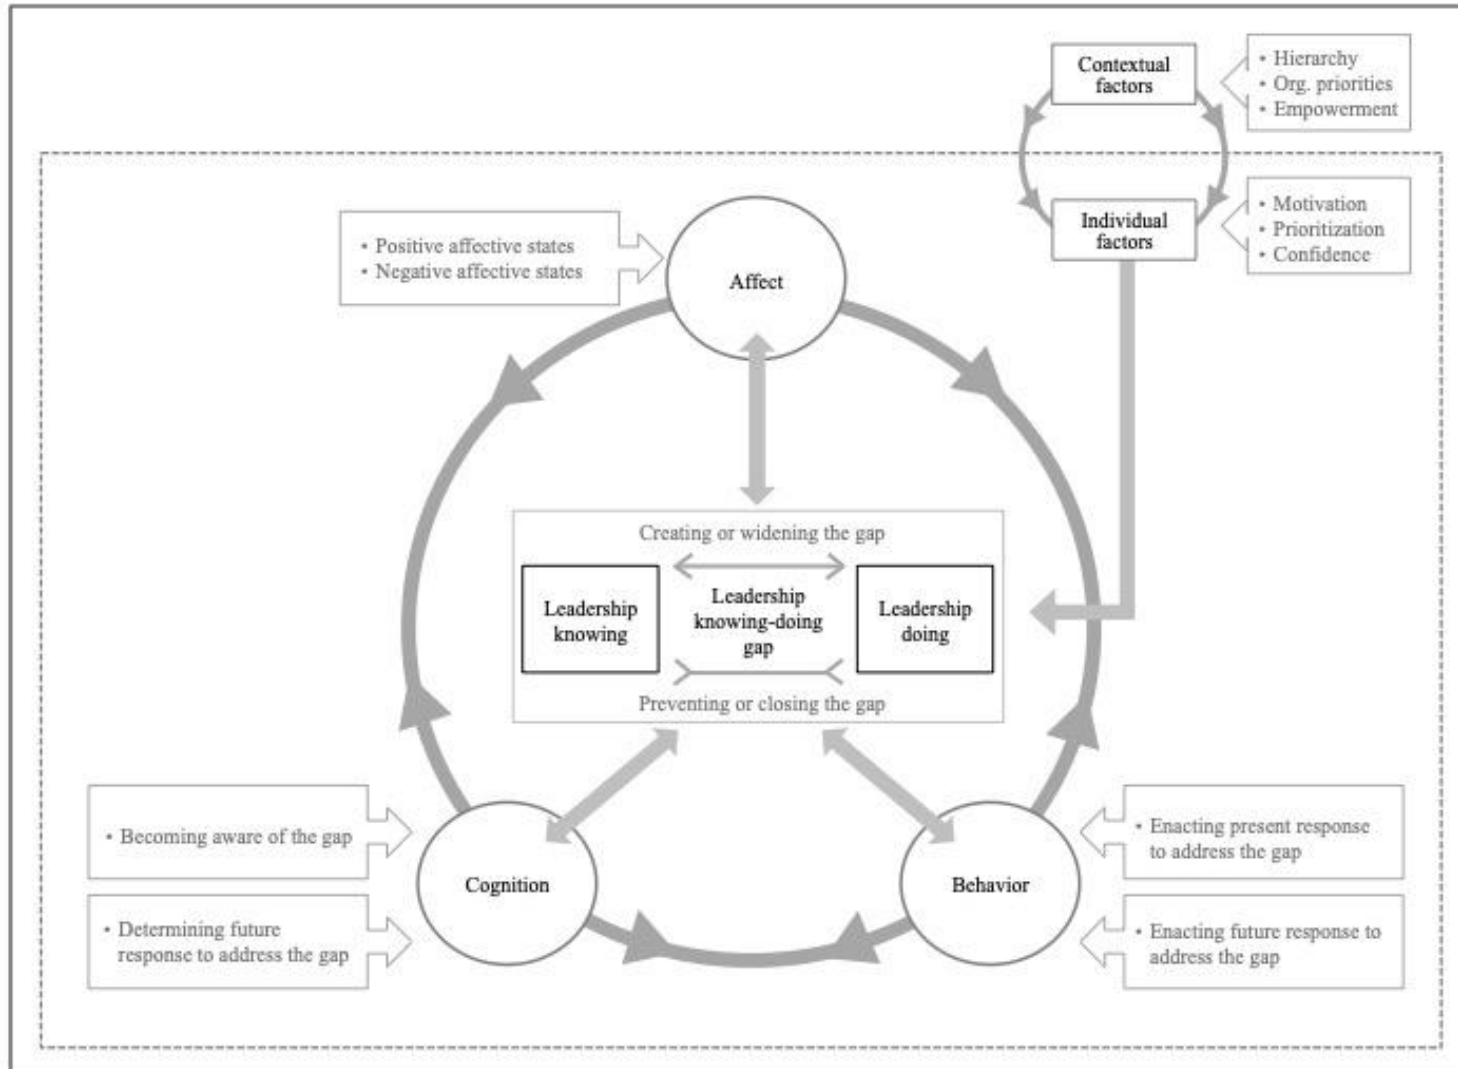 Contextual
factors
• Hierarchy
• Org. priorities
• Empowerment
Individual
factors
• Motivation
• Prioritization
• Confidence
• Positive affective states
• Negative affective states
Affect
Creating or widening the gap
Leadership
knowing
Leadership
knowing-doing
gap
Leadership
doing
Preventing or closing the gap
• Becoming aware of the gap
• Determining future
response to address the gap
Cognition
Behavior
• Enacting present response
to address the gap
• Enacting future response to
address the gap